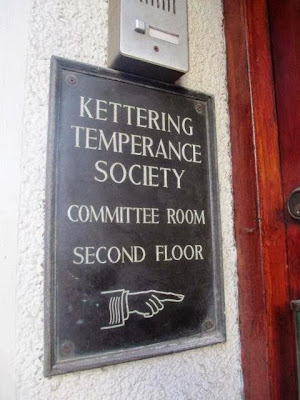 KETTERING
TEMPERANCE
SOCIETY
COMMITTEE ROOM
SECOND FLOOR